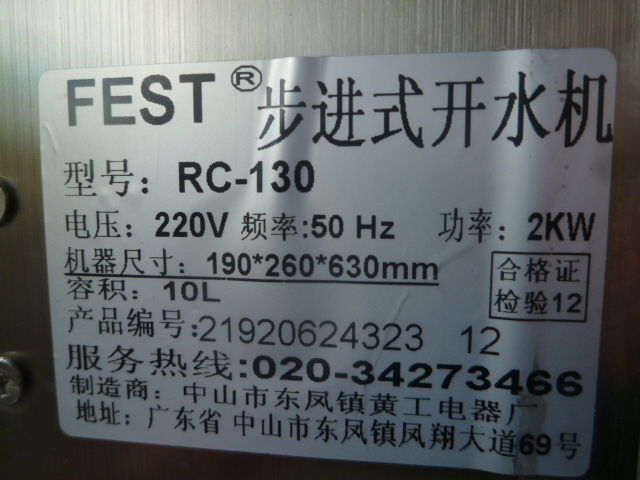 FEST® 步进式开水机
型号：RC-130
电压：220V 频率:50 Hz 功率：2KW
机器尺寸：190*260*630mm
合格证
检验12
容积：10L
产品编号:21920624323 12
服务热线:020-34273466
制造商：中山市东凤镇黄工电器厂
地址：广东省 中山市东凤镇凤翔大道69号